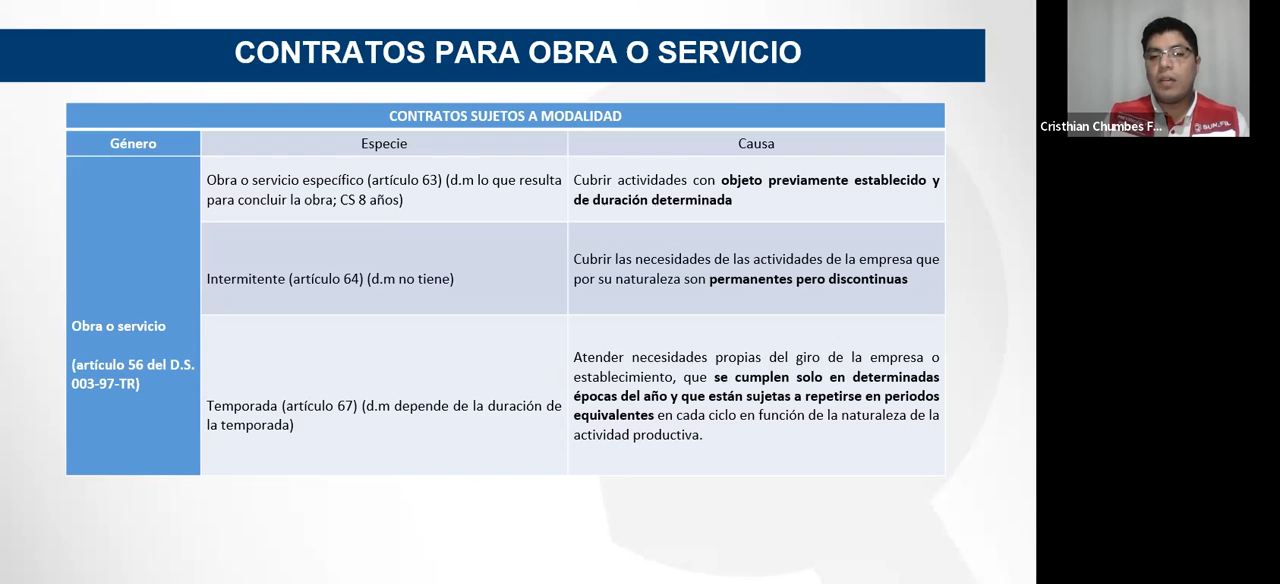 CONTRATOS PARA OBRA O SERVICIO
CONTRATOS SUJETOS A MODALIDAD
Género
Especie
Causa
Obra o servicio
(artículo 56 del D.S.
003-97-TR)
Obra o servicio específico (artículo 63) (d.m lo que resulta
para concluir la obra; CS 8 años)
Cubrir actividades con objeto previamente establecido y
de duración determinada
Intermitente (artículo 64) (d.m no tiene)
Cubrir las necesidades de las actividades de la empresa que
por su naturaleza son permanentes pero discontinuas
Temporada (artículo 67) (d.m depende de la duración de
la temporada)
Atender necesidades propias del giro de la empresa o
establecimiento, que se cumplen solo en determinadas
épocas del año y que están sujetas a repetirse en periodos
equivalentes en cada ciclo en función de la naturaleza de la
actividad productiva.
Cristhian Chumbes F...